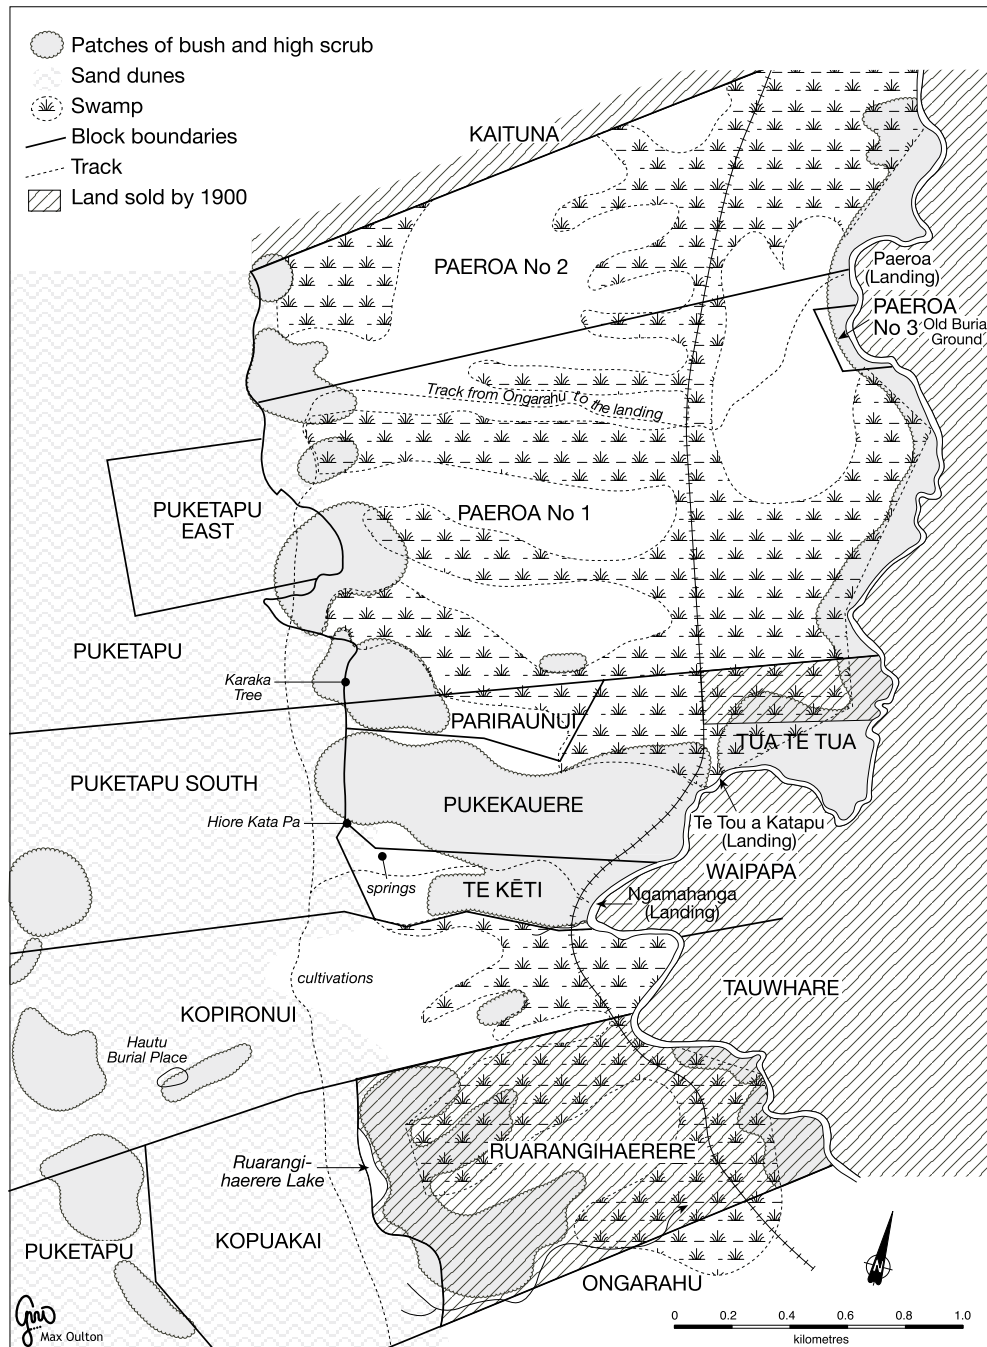 Patches of bush and high scrub
Sand dunes
Swamp
Block boundaries
Track
Land sold by 1900
KAITUNA
PAEROA No 2
Paeroa
(Landing)
PAEROA
No 3
Old Buria
Ground
Track from Ongarahu to the landing
PUKETAPU
EAST
PAEROA No 1
PUKETAPU
Karaka
Tree
PARIRAUNUI
TUA TE TUA
PUKETAPU SOUTH
PUKEKAUERE
Hiore Kata Pa
Te Tou a Katapu
(Landing)
WAIPAPA
springs
TE KĒTI
Ngamahanga
(Landing)
cultivations
TAUWHARE
KOPIRONUI
Hautu
Burial Place
RUARANGIHAERERE
Ruarangi-
haerere Lake
KOPUAKAI
PUKETAPU
ONGARAHU
N
Max Oulton
0 0.2 0.4 0.6 0.8 1.0
kilometres